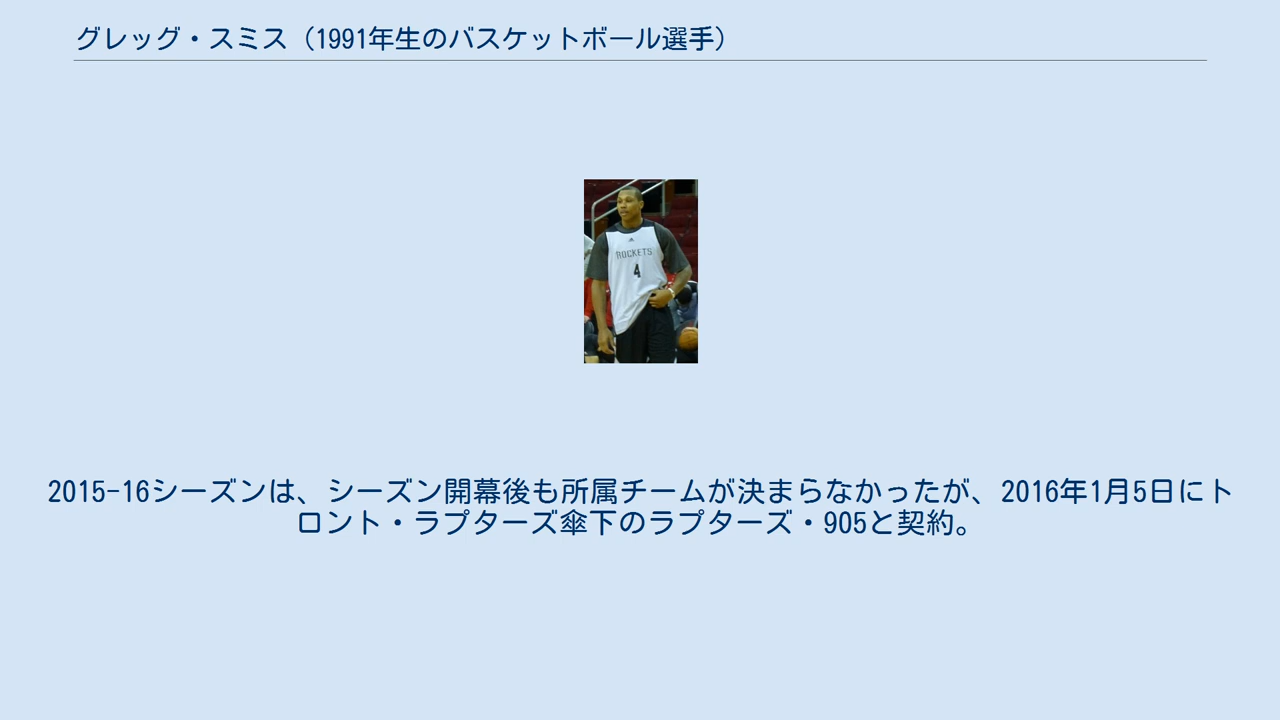 グレッグ・スミス（1991年生のバスケットボール選手）
ROCKETS
4
2015-16シーズンは、シーズン開幕後も所属チームが決まらなかったが、2016年1月5日にト
ロント・ラプターズ傘下のラプターズ・905と契約。